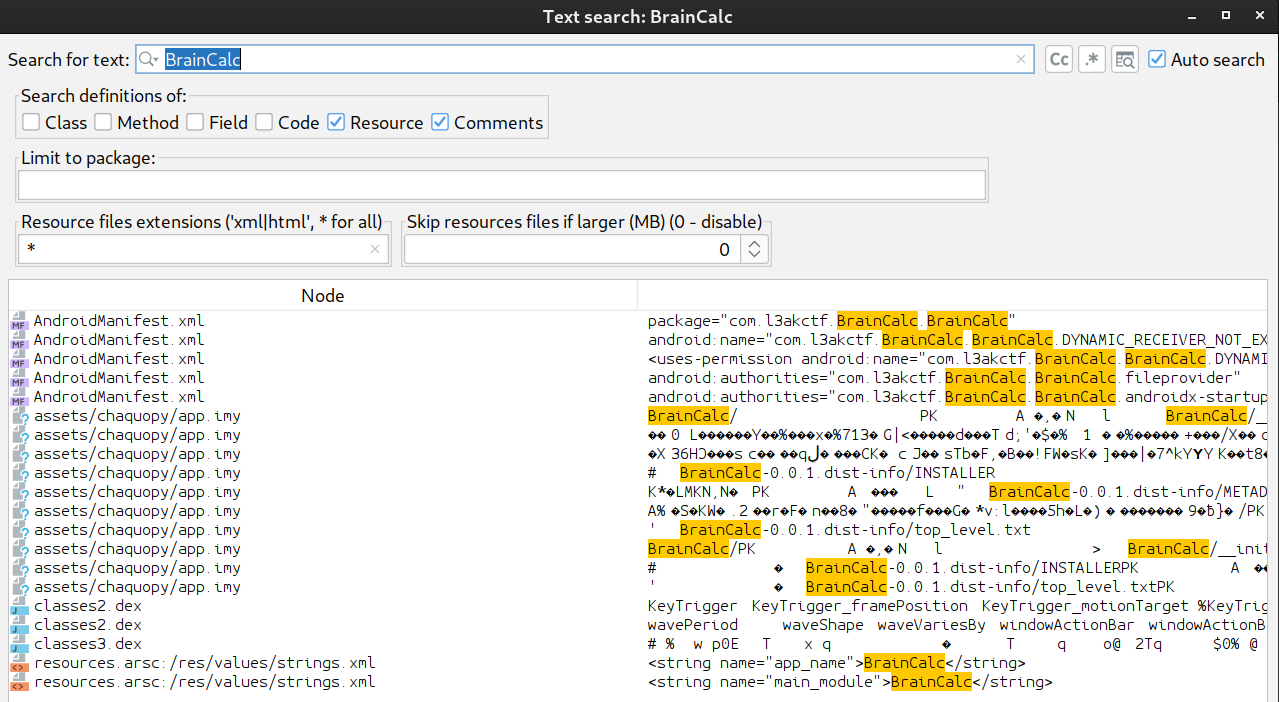 Text search: BrainCalc
Search for text: BrainCalc Cc .* Auto search
Search definitions of:
Class Method Field Code Resource Comments
Limit to package:
Resource files extensions ('xml|html', * for all) Skip resources files if larger (MB) (0 - disable)
* 0
Node
AndroidManifest.xml package="com.l3akctf.BrainCalc.BrainCalc"
AndroidManifest.xml android:name="com.l3akctf.BrainCalc.BrainCalc.DYNAMIC_RECEIVER_NOT_EX
AndroidManifest.xml <uses-permission android:name="com.l3akctf.BrainCalc.BrainCalc.DYNAMI
AndroidManifest.xml android:authorities="com.l3akctf.BrainCalc.BrainCalc.fileprovider"
AndroidManifest.xml android:authorities="com.l3akctf.BrainCalc.BrainCalc.androidx-startup
assets/chaquopy/app.imy BrainCalc/ PK A �,�N l BrainCalc/_
assets/chaquopy/app.imy
assets/chaquopy/app.imy
assets/chaquopy/app.imy # BrainCalc-0.0.1.dist-info/INSTALLER
assets/chaquopy/app.imy K*�LMKN,N� PK A ��� L " BrainCalc-0.0.1.dist-info/METAD
assets/chaquopy/app.imy
assets/chaquopy/app.imy ' BrainCalc-0.0.1.dist-info/top_level.txt
assets/chaquopy/app.imy BrainCalc/PK A �,�N l > BrainCalc/__init
assets/chaquopy/app.imy # � BrainCalc-0.0.1.dist-info/INSTALLERPK A ��
assets/chaquopy/app.imy ' � BrainCalc-0.0.1.dist-info/top_level.txtPK
classes2.dex KeyTrigger KeyTrigger_framePosition KeyTrigger_motionTarget %KeyTrig
classes2.dex wavePeriod waveShape waveVariesBy windowActionBar windowActionB
classes3.dex # % w p0E T x q � T q o@ 2Tq $0% @
resources.arsc:/res/values/strings.xml <string name="app_name">BrainCalc</string>
resources.arsc:/res/values/strings.xml <string name="main_module">BrainCalc</string>